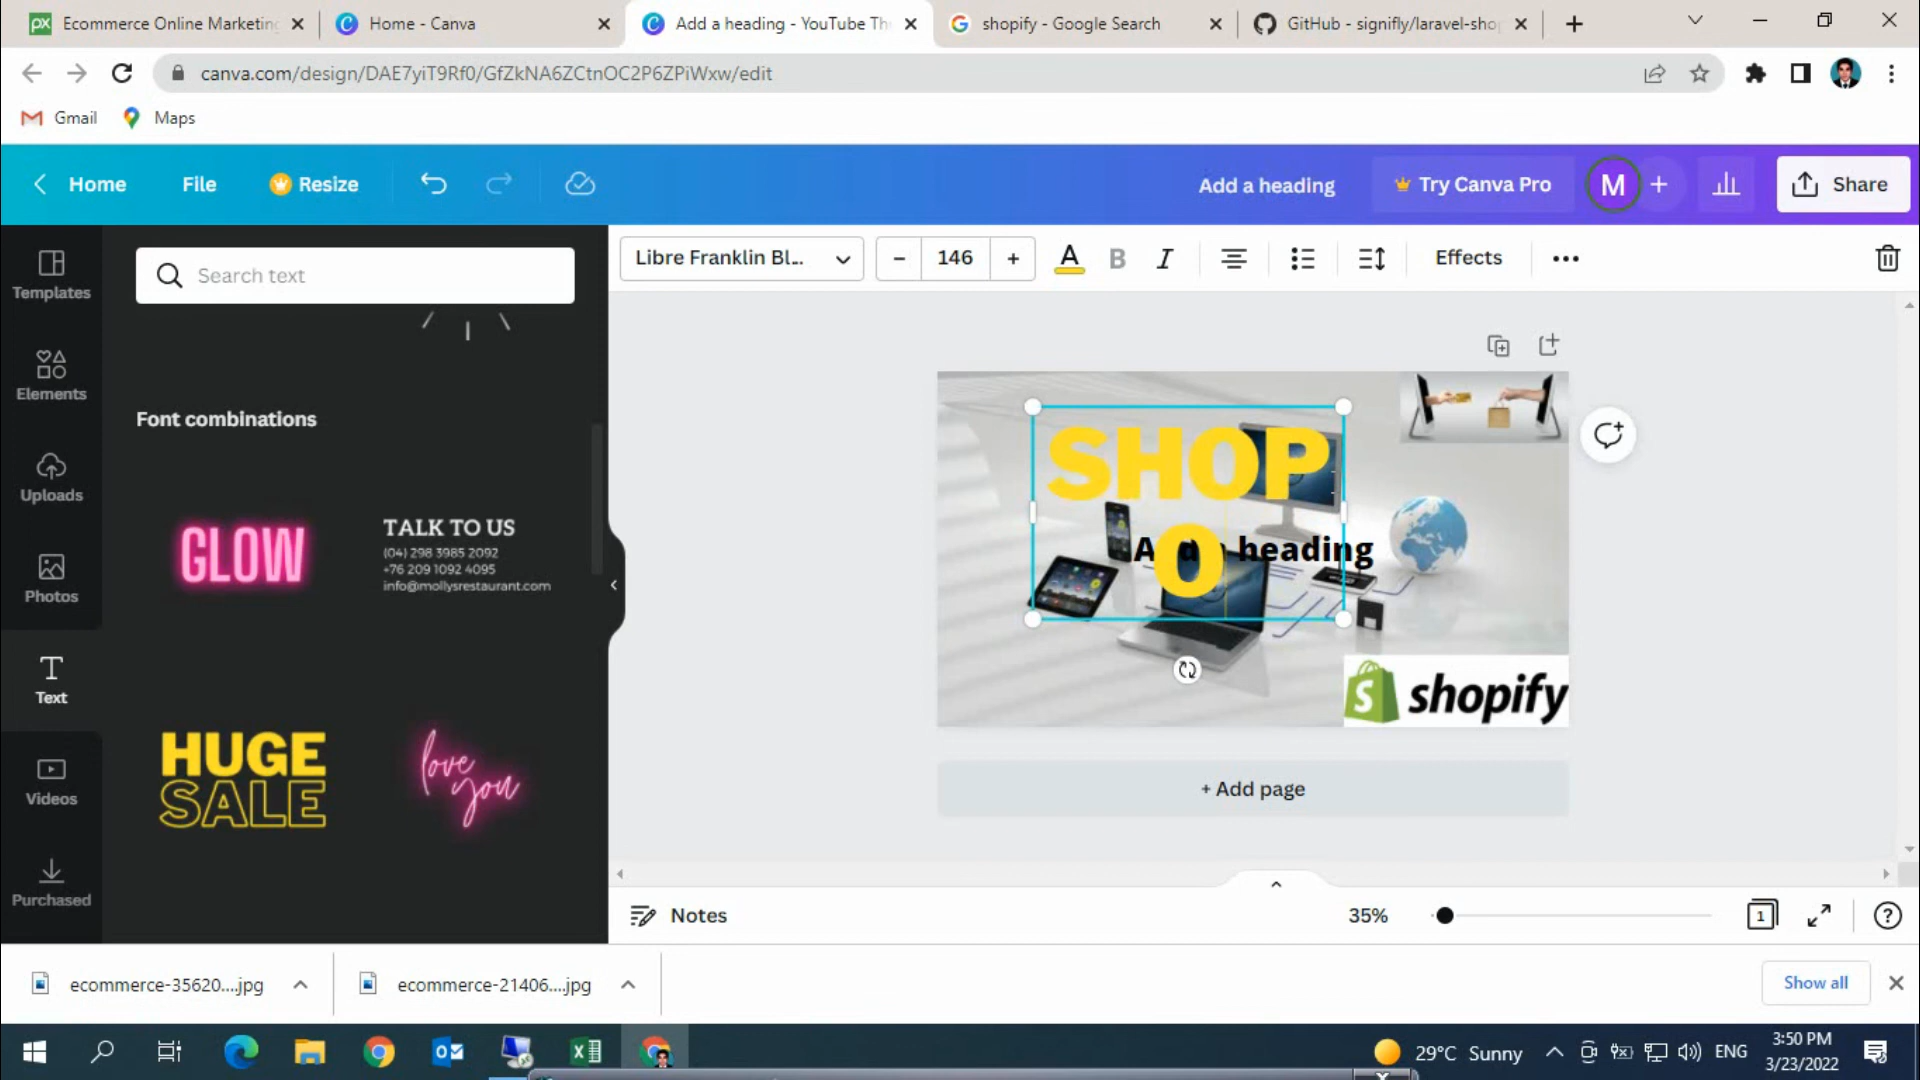 Ecommerce Online Marketing
Home - Canva
Add a heading - YouTube Th
shopify - Google Search
GitHub - signifly/laravel-shop
canva.com/design/DAE7yiT9Rf0/GfZkNA6ZCtnOC2P6ZPiWxw/edit
Gmail
Maps
Home
File
Resize
Add a heading
Try Canva Pro
M
Share
Templates
Elements
Uploads
Photos
Text
Videos
Purchased
Search text
Font combinations
GLOW
TALK TO US
(04) 298 3985 2092
+76 209 1092 4095
info@mollysrestaurant.com
HUGE
SALE
love
you
Libre Franklin Bl...
146
A
B
I
Effects
SHOP
O
Add a heading
shopify
+ Add page
Notes
35%
1
ecommerce-35620....jpg
ecommerce-21406....jpg
Show all
29°C Sunny
ENG
3:50 PM
3/23/2022